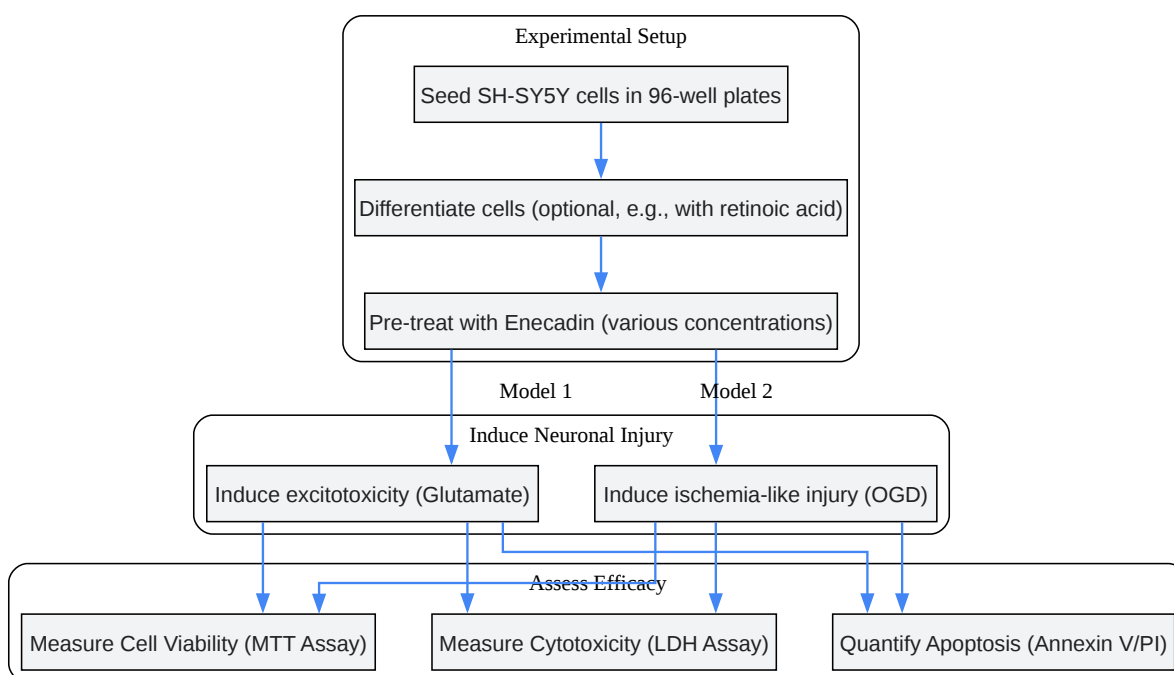 Experimental Setup
Seed SH-SY5Y cells in 96-well plates
Differentiate cells (optional, e.g., with retinoic acid)
Pre-treat with Enecadin (various concentrations)
Model 1
Model 2
Induce Neuronal Injury
Induce excitotoxicity (Glutamate)
Induce ischemia-like injury (OGD)
Assess Efficacy
Measure Cell Viability (MTT Assay)
Measure Cytotoxicity (LDH Assay)
Quantify Apoptosis (Annexin V/PI)